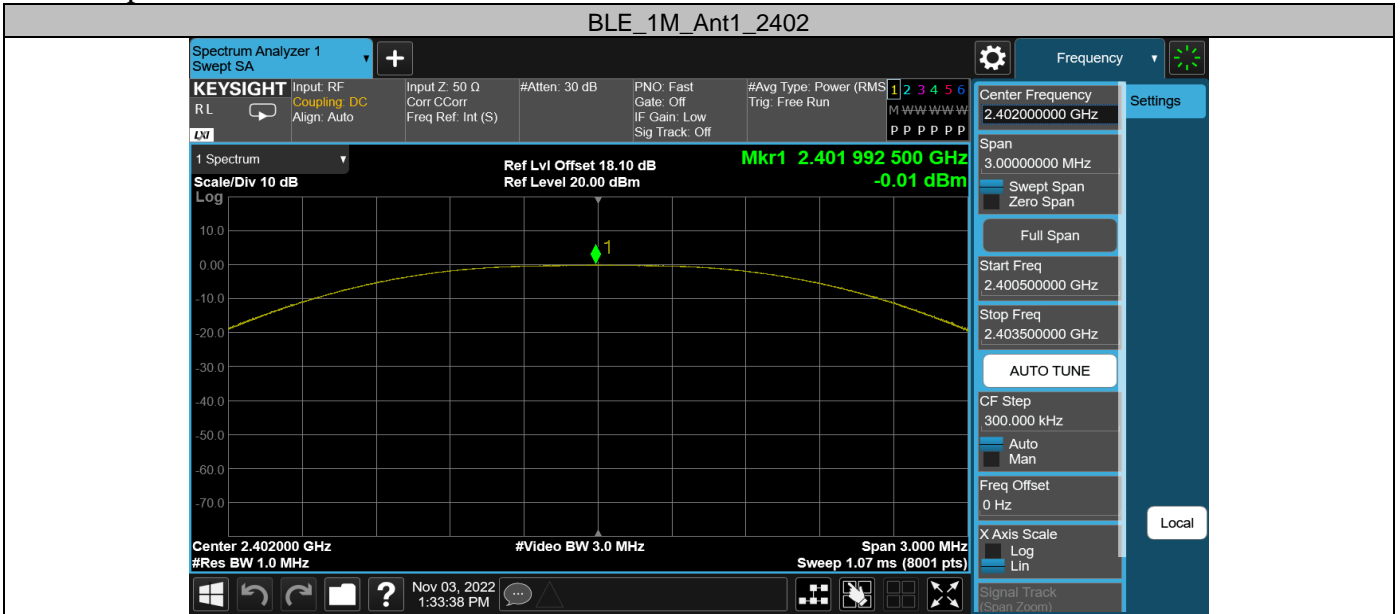 BLE_1M_Ant1_2402
Spectrum Analyzer 1
Swept SA
Frequency
KEYSIGHT
RL
LXI
Input: RF
Coupling: DC
Align: Auto
Input Z: 50 Ω
Corr CCorr
Freq Ref: Int (S)
#Atten: 30 dB
PNO: Fast
Gate: Off
IF Gain: Low
Sig Track: Off
#Avg Type: Power (RMS
Trig: Free Run
1 2 3 4 5 6
M W W W W W
P P P P P P
1 Spectrum
Scale/Div 10 dB
Log
Ref Lvl Offset 18.10 dB
Ref Level 20.00 dBm
Mkr1 2.401 992 500 GHz
-0.01 dBm
1
10.0
0.00
-10.0
-20.0
-30.0
-40.0
-50.0
-60.0
-70.0
Center 2.402000 GHz
#Res BW 1.0 MHz
#Video BW 3.0 MHz
Span 3.000 MHz
Sweep 1.07 ms (8001 pts)
Nov 03, 2022
1:33:38 PM
Center Frequency
2.402000000 GHz
Span
3.00000000 MHz
Swept Span
Zero Span
Full Span
Start Freq
2.400500000 GHz
Stop Freq
2.403500000 GHz
AUTO TUNE
CF Step
300.000 kHz
Auto
Man
Freq Offset
0 Hz
X Axis Scale
Log
Lin
Signal Track
(Span Zoom)
Settings
Local